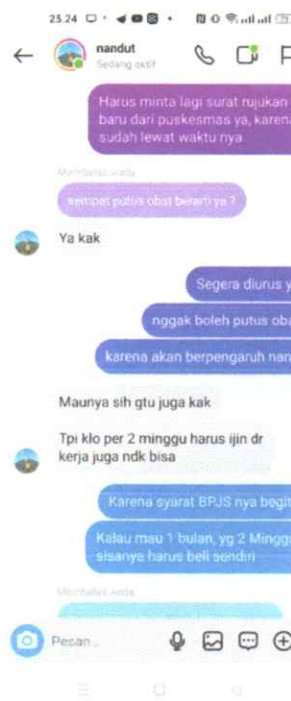 23.24
nandut
Sedang aktif
Harus minta lagi surat rujukan
baru dari puskesmas ya, karena
sudah lewat waktu nya
Membalas Anda
sempat putus obat berarti ya ?
Ya kak
Segera diurus y
nggak boleh putus oba
karena akan berpengaruh nan
Maunya sih gtu juga kak
Tpi klo per 2 minggu harus ijin dr
kerja juga ndk bisa
Karena syarat BPJS nya begit
Kalau mau 1 bulan, yg 2 Minggu
sisanya harus beli sendiri
Membalas Anda
Pesan...